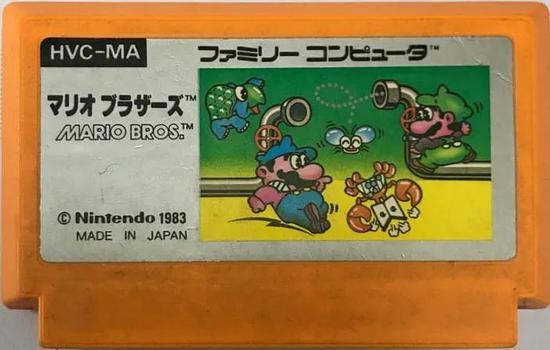 HVC-MA
ファミリー コンピュータ™
マリオ ブラザーズ™
MARIO BROS.™
© Nintendo 1983
MADE IN JAPAN